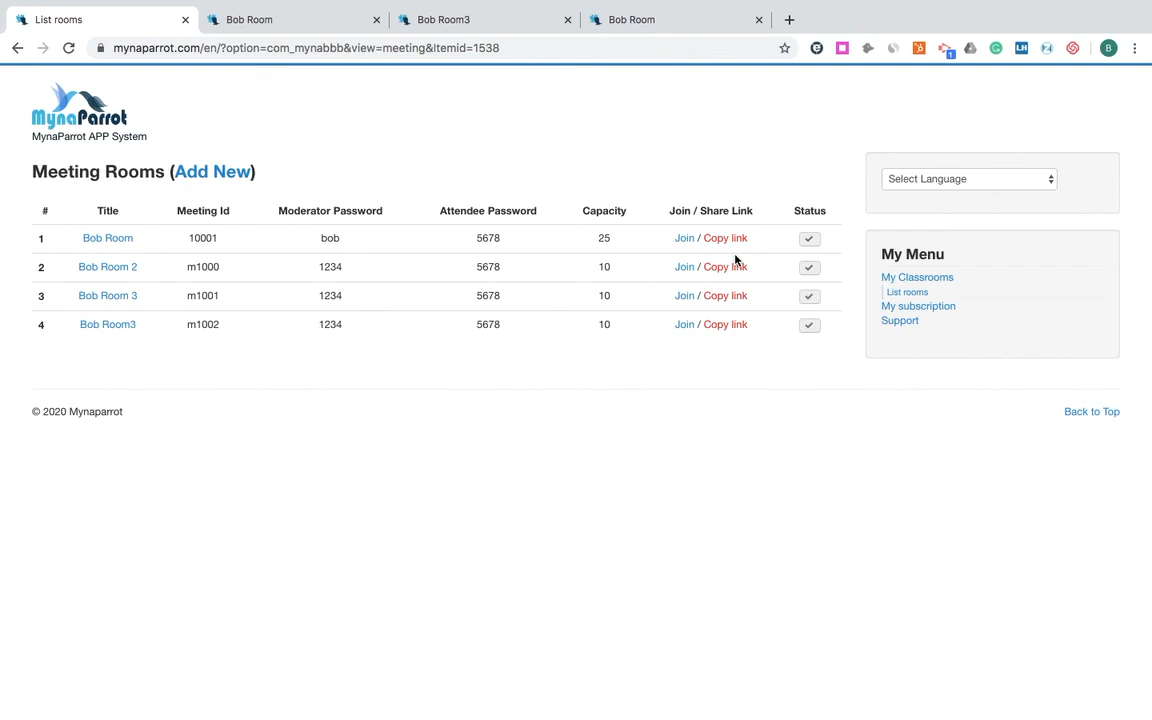 List rooms
Bob Room
Bob Room3
Bob Room
mynaparrot.com/en/?option=com_mynabbb&view=meeting&Itemid=1538
LH
1
B
MynaParrot
MynaParrot APP System
Meeting Rooms (Add New)
Select Language
# Title Meeting Id Moderator Password Attendee Password Capacity Join / Share Link Status
1 Bob Room 10001 bob 5678 25 Join / Copy link
2 Bob Room 2 m1000 1234 5678 10 Join / Copy link
3 Bob Room 3 m1001 1234 5678 10 Join / Copy link
4 Bob Room3 m1002 1234 5678 10 Join / Copy link
My Menu
My Classrooms
List rooms
My subscription
Support
© 2020 Mynaparrot
Back to Top